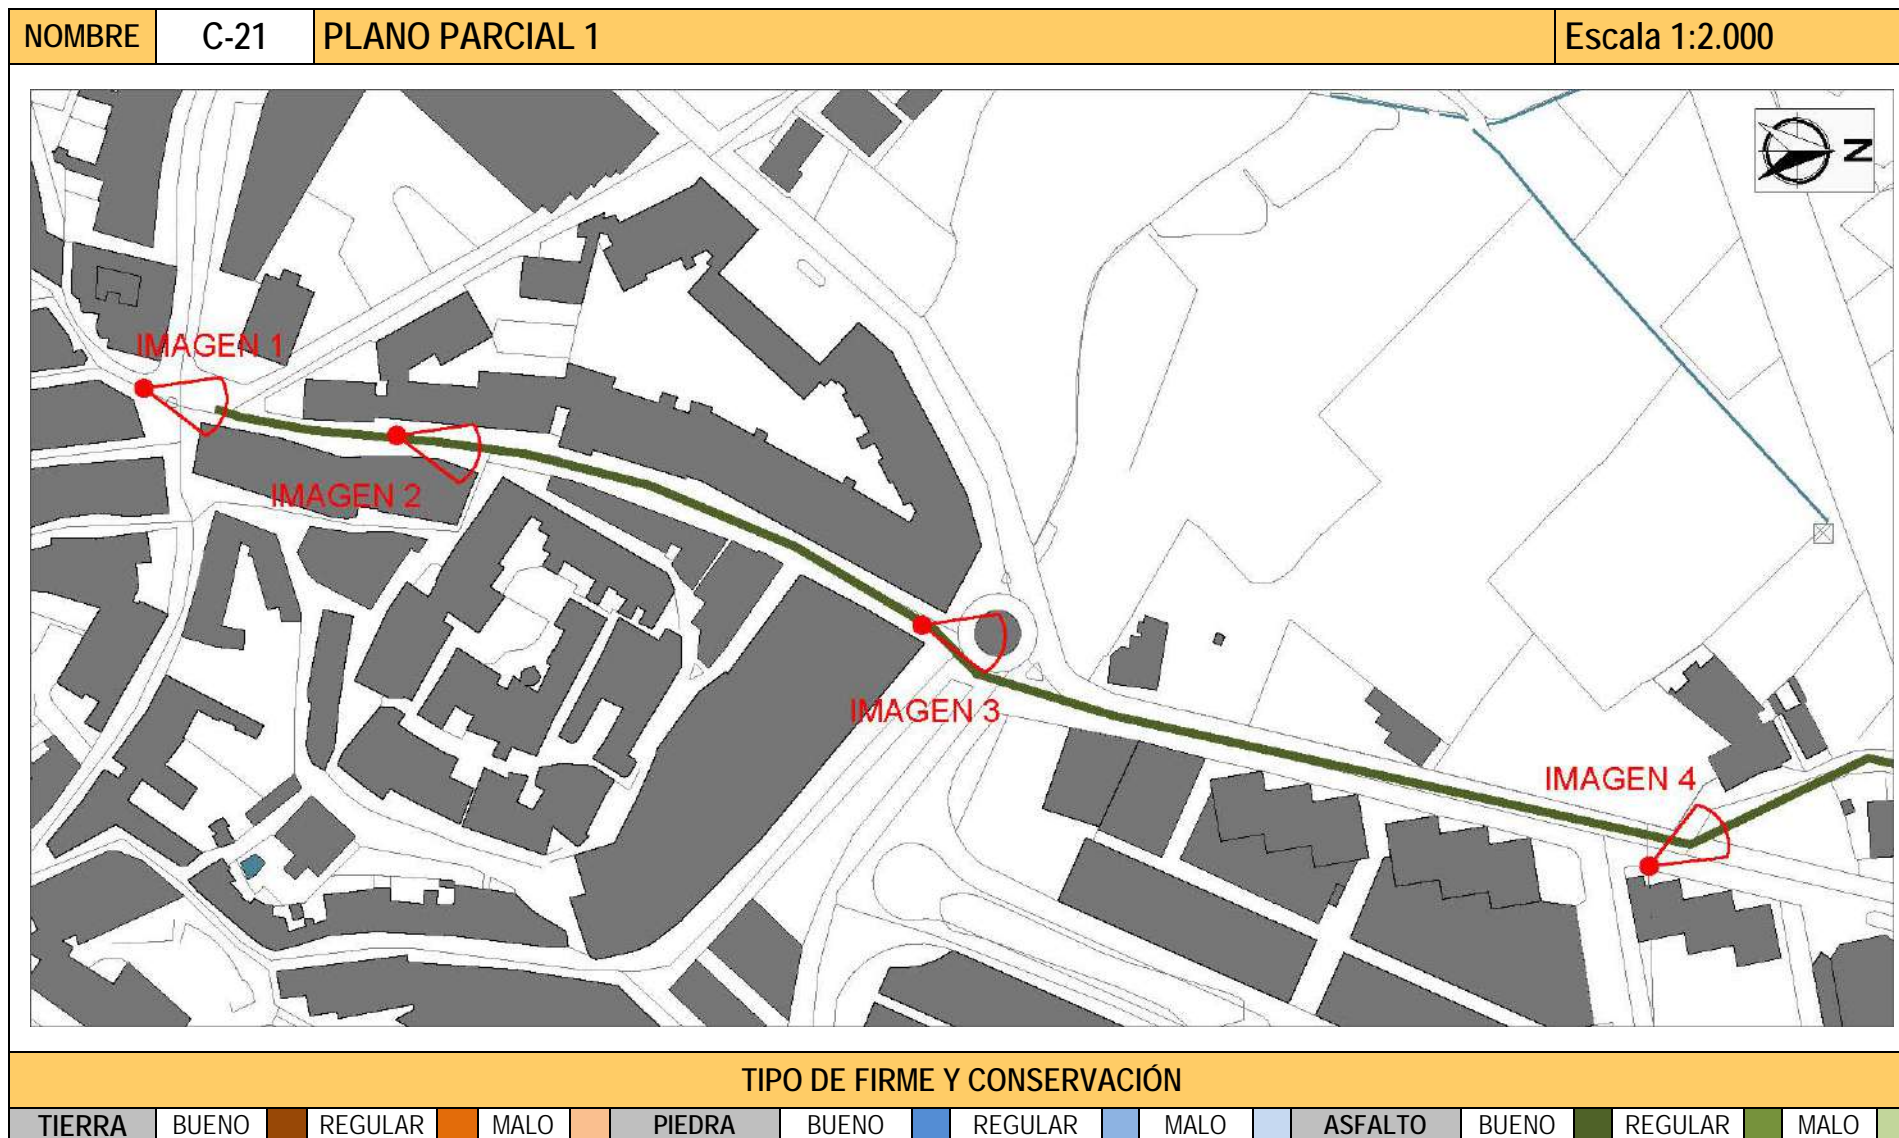 NOMBRE C-21 PLANO PARCIAL 1 Escala 1:2.000
N
IMAGEN 1
IMAGEN 2
IMAGEN 3
IMAGEN 4
TIPO DE FIRME Y CONSERVACIÓN
TIERRA BUENO REGULAR MALO PIEDRA BUENO REGULAR MALO ASFALTO BUENO REGULAR MALO